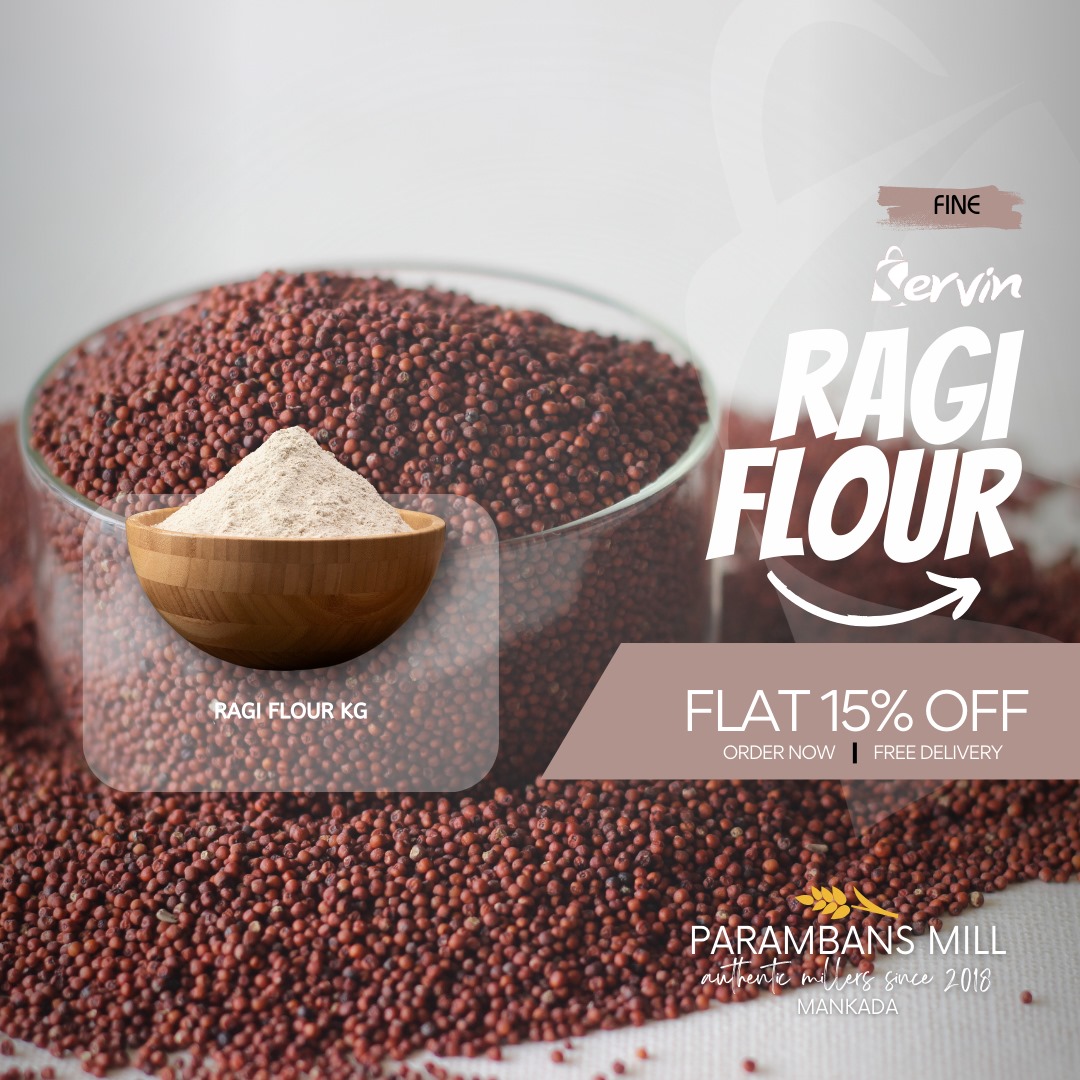 FINE
Servin
RAGI
FLOUR
FLAT 15% OFF
ORDER NOW | FREE DELIVERY
RAGI FLOUR KG
PARAMBANS MILL
authentic millers since 2018
MANKADA